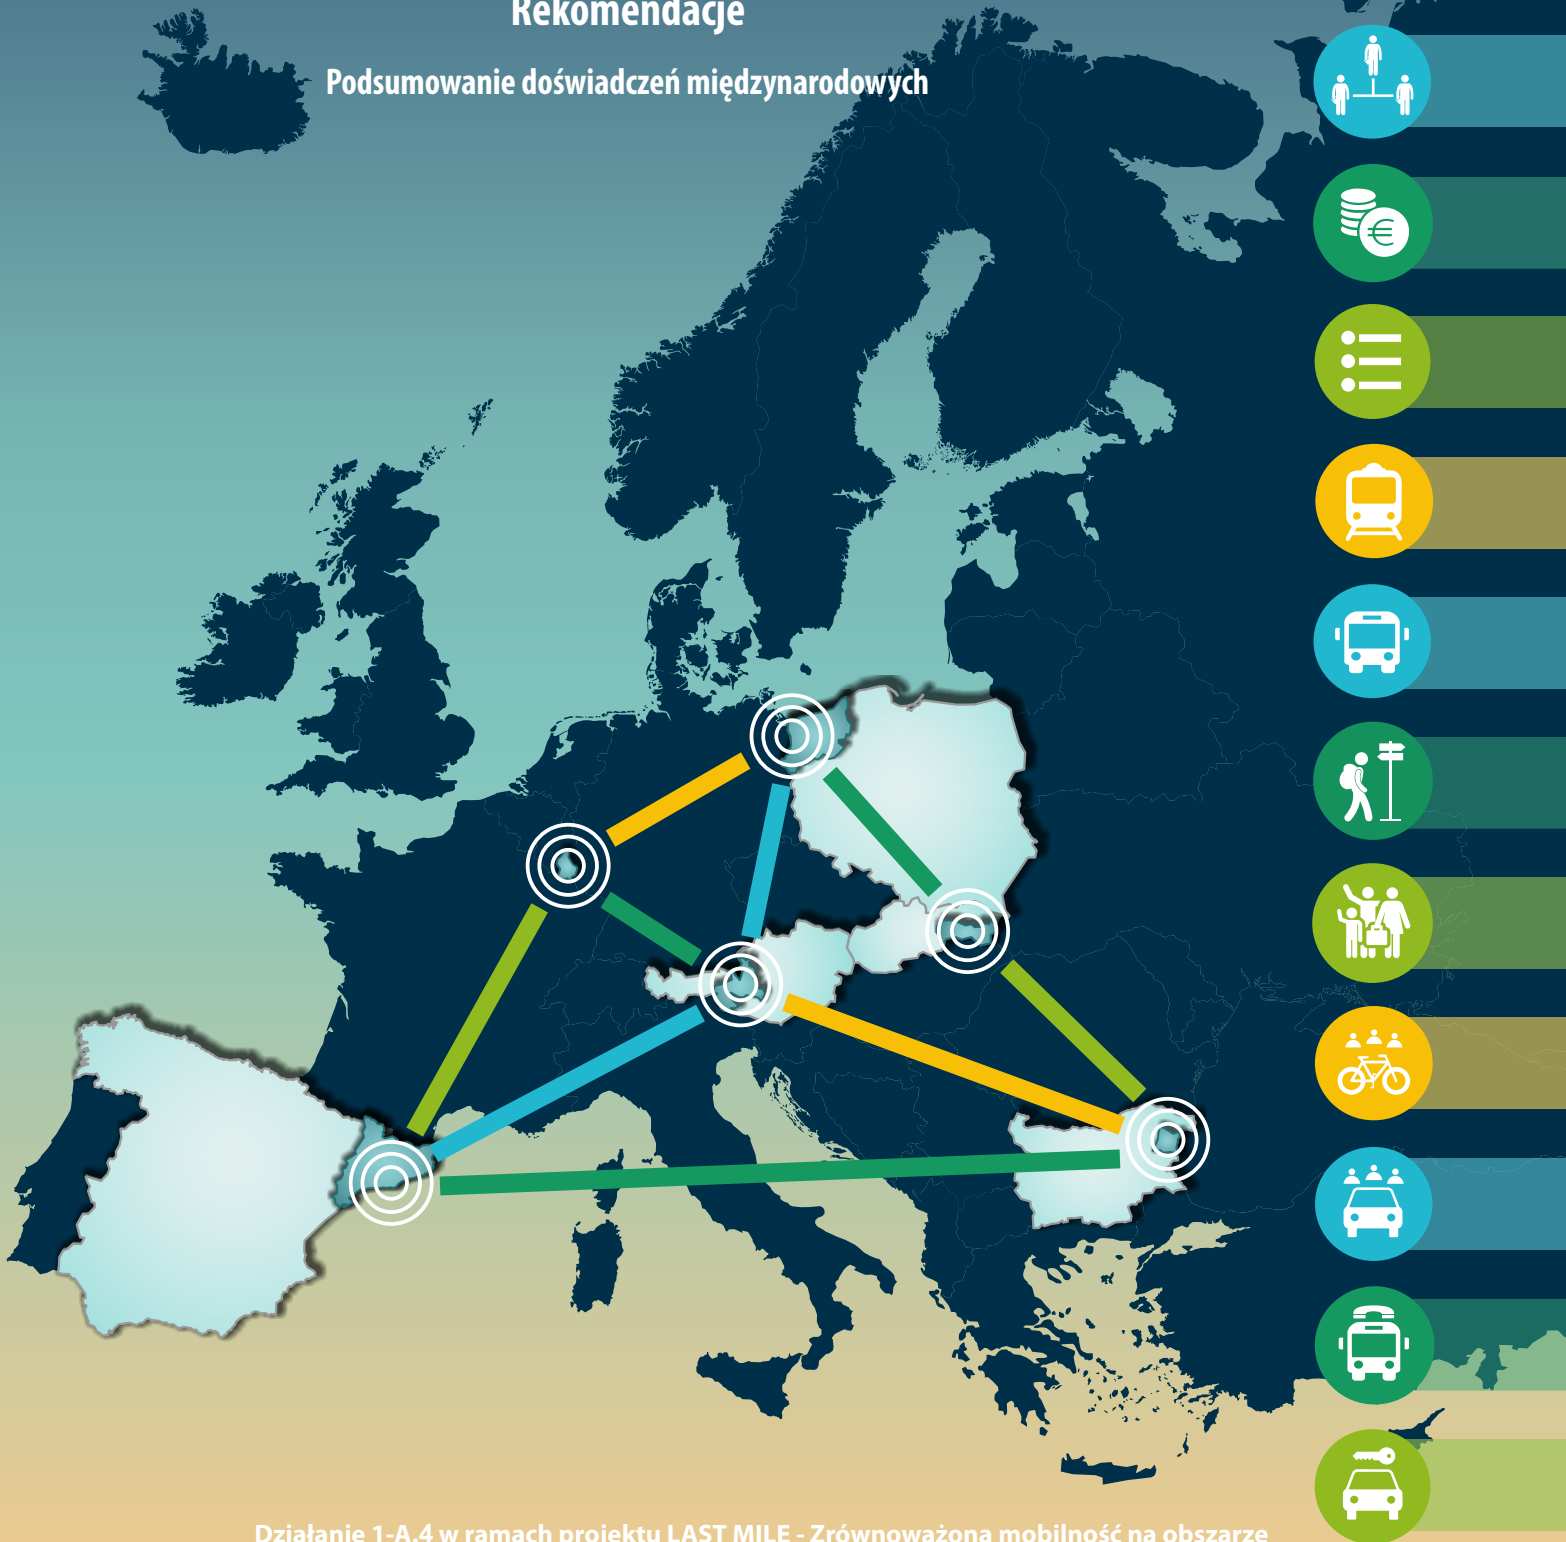 Rekomendacje
Podsumowanie doświadczeń międzynarodowych
Działanie 1-A.4 w ramach projektu LAST MILE - Zrównoważona mobilność na obszarze